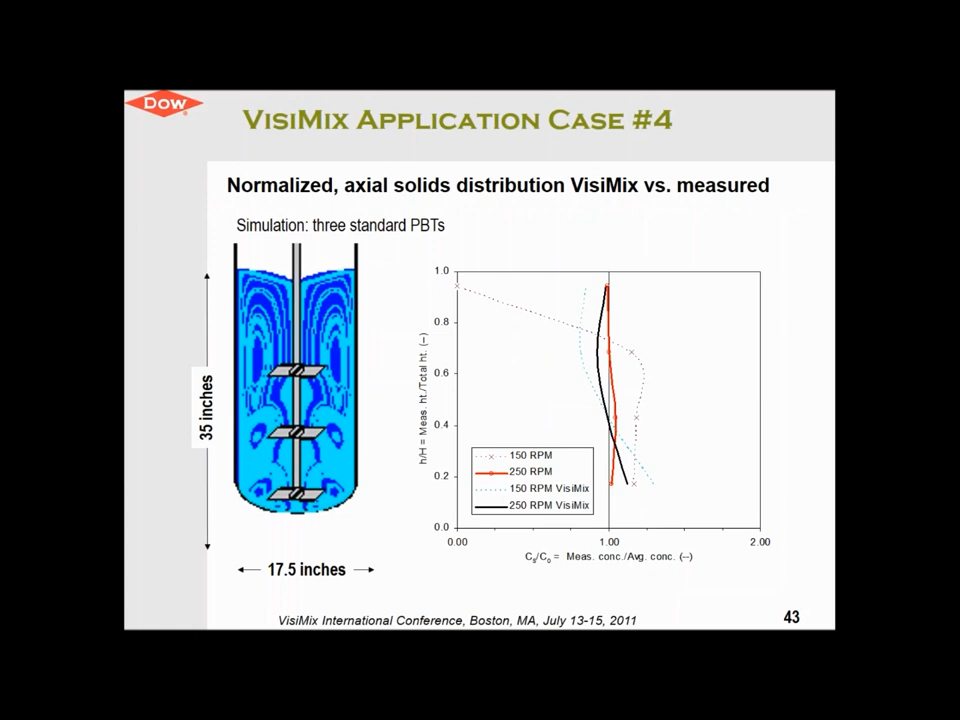 Dow
VisiMix Application Case #4
Normalized, axial solids distribution VisiMix vs. measured
Simulation: three standard PBTs
35 inches
17.5 inches
h/H = Meas. ht./Total ht. (--)
1.0
0.8
0.6
0.4
0.2
0.0
150 RPM
250 RPM
150 RPM VisiMix
250 RPM VisiMix
0.00 1.00 2.00
Cs/Co = Meas. conc./Avg. conc. (--)
VisiMix International Conference, Boston, MA, July 13-15, 2011
43